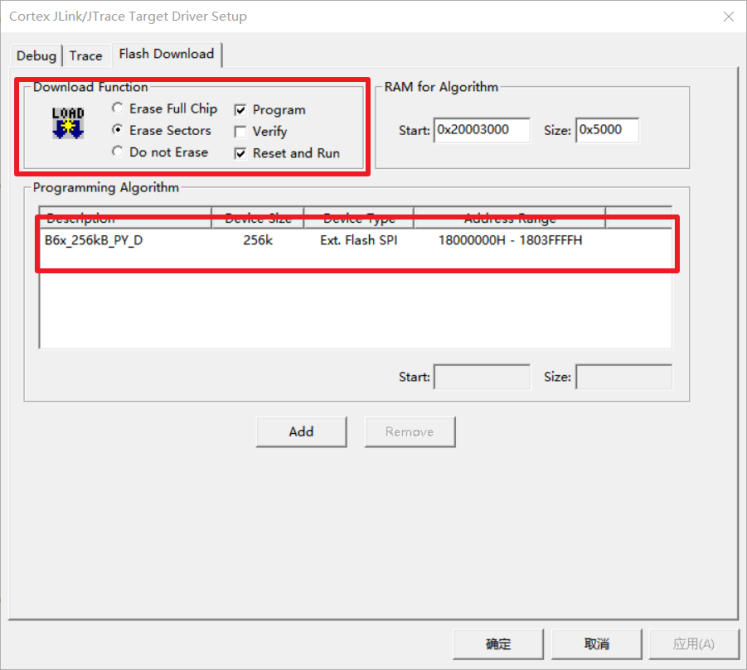 Cortex JLink/JTrace Target Driver Setup
Debug Trace Flash Download
Download Function
LOAD
Erase Full Chip Program
Erase Sectors Verify
Do not Erase Reset and Run
RAM for Algorithm
Start: 0x20003000 Size: 0x5000
Programming Algorithm
Description Device Size Device Type Address Range
B6x_256kB_PY_D 256k Ext. Flash SPI 18000000H - 1803FFFFH
Start: Size:
Add Remove
确定 取消 应用(A)